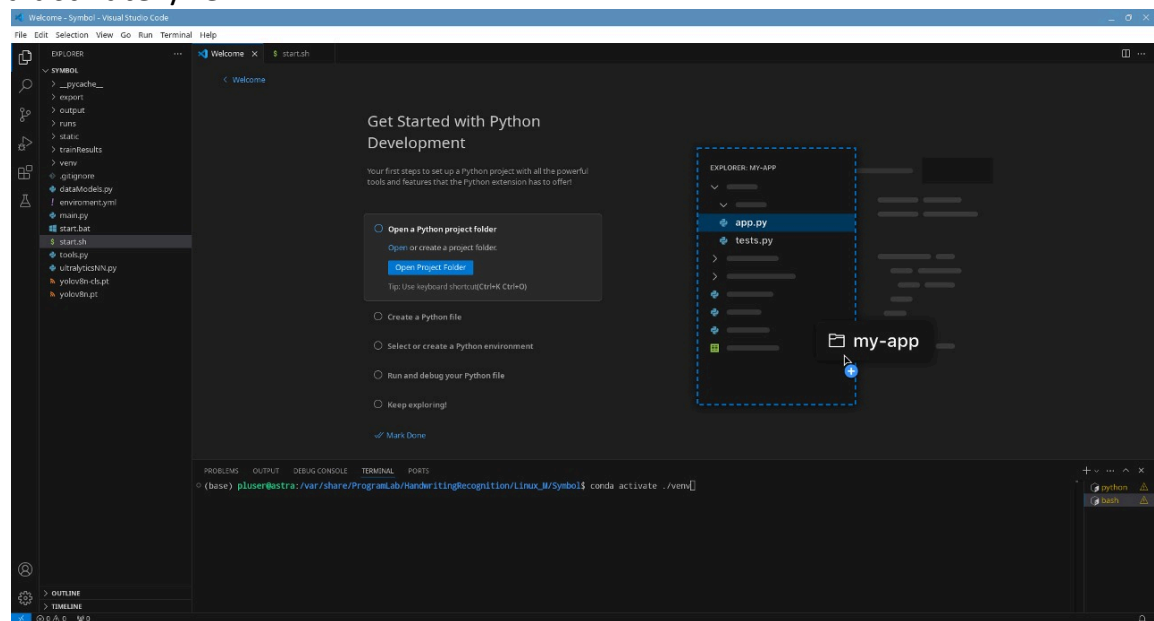 Welcome - Symbol - Visual Studio Code
File Edit Selection View Go Run Terminal Help
EXPLORER
SYMBOL
__pycache__
export
output
runs
static
trainResults
venv
.gitignore
dataModels.py
enviroment.yml
main.py
start.bat
start.sh
tools.py
ultralyticsNN.py
yolov8n-cls.pt
yolov8n.pt
OUTLINE
TIMELINE
Welcome
$ start.sh
< Welcome
Get Started with Python
Development
Your first steps to set up a Python project with all the powerful
tools and features that the Python extension has to offer!
Open a Python project folder
Open or create a project folder.
Open Project Folder
Tip: Use keyboard shortcut(Ctrl+K Ctrl+O)
Create a Python file
Select or create a Python environment
Run and debug your Python file
Keep exploring!
Mark Done
EXPLORER: MY-APP
app.py
tests.py
my-app
PROBLEMS OUTPUT DEBUG CONSOLE TERMINAL PORTS
(base) pluser@astra:/var/share/ProgramLab/HandwritingRecognition/Linux_M/Symbol$ conda activate ./venv
python
bash